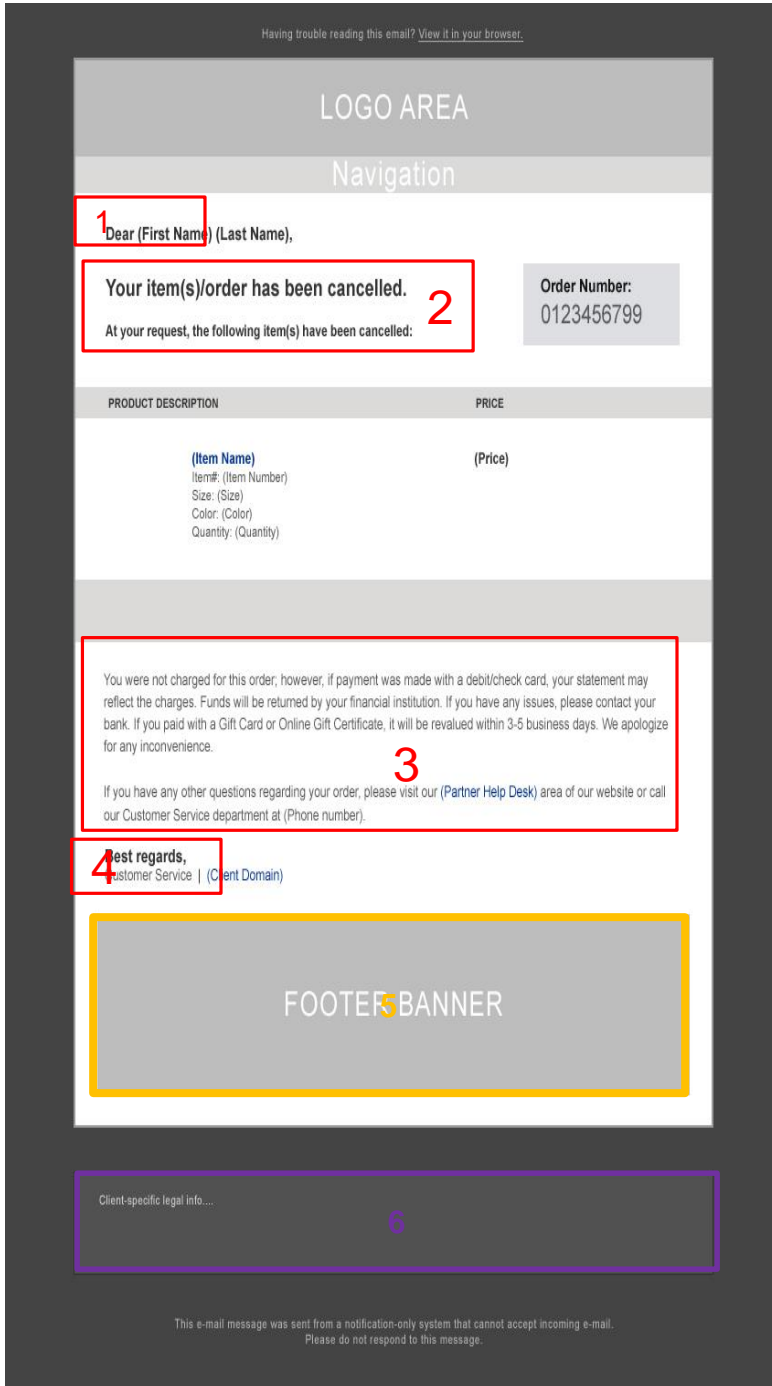 Having trouble reading this email? View it in your browser.
LOGO AREA
Navigation
1
Dear (First Name) (Last Name),
Your item(s)/order has been cancelled.
2
At your request, the following item(s) have been cancelled:
Order Number:
0123456799
PRODUCT DESCRIPTION PRICE
(Item Name) (Price)
Item#: (Item Number)
Size: (Size)
Color: (Color)
Quantity: (Quantity)
You were not charged for this order; however, if payment was made with a debit/check card, your statement may
reflect the charges. Funds will be returned by your financial institution. If you have any issues, please contact your
bank. If you paid with a Gift Card or Online Gift Certificate, it will be revalued within 3-5 business days. We apologize
for any inconvenience.
3
If you have any other questions regarding your order, please visit our (Partner Help Desk) area of our website or call
our Customer Service department at (Phone number).
4
Best regards,
Customer Service | (Client Domain)
FOOTER BANNER
5
Client-specific legal info....
6
This e-mail message was sent from a notification-only system that cannot accept incoming e-mail.
Please do not respond to this message.